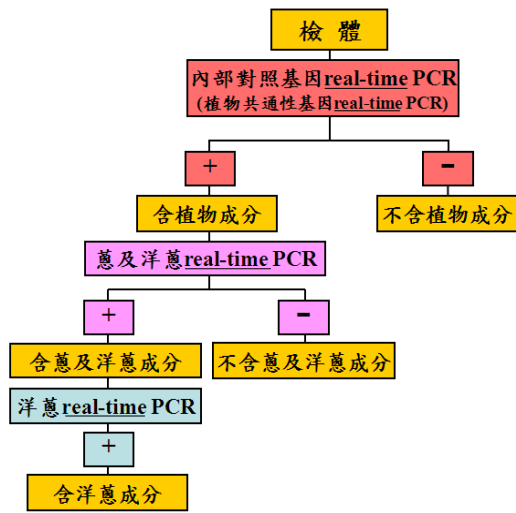 檢 體
內部對照基因real-time PCR
(植物共通性基因real-time PCR)
+
-
含植物成分
不含植物成分
蔥及洋蔥real-time PCR
+
-
含蔥及洋蔥成分
不含蔥及洋蔥成分
洋蔥real-time PCR
+
含洋蔥成分